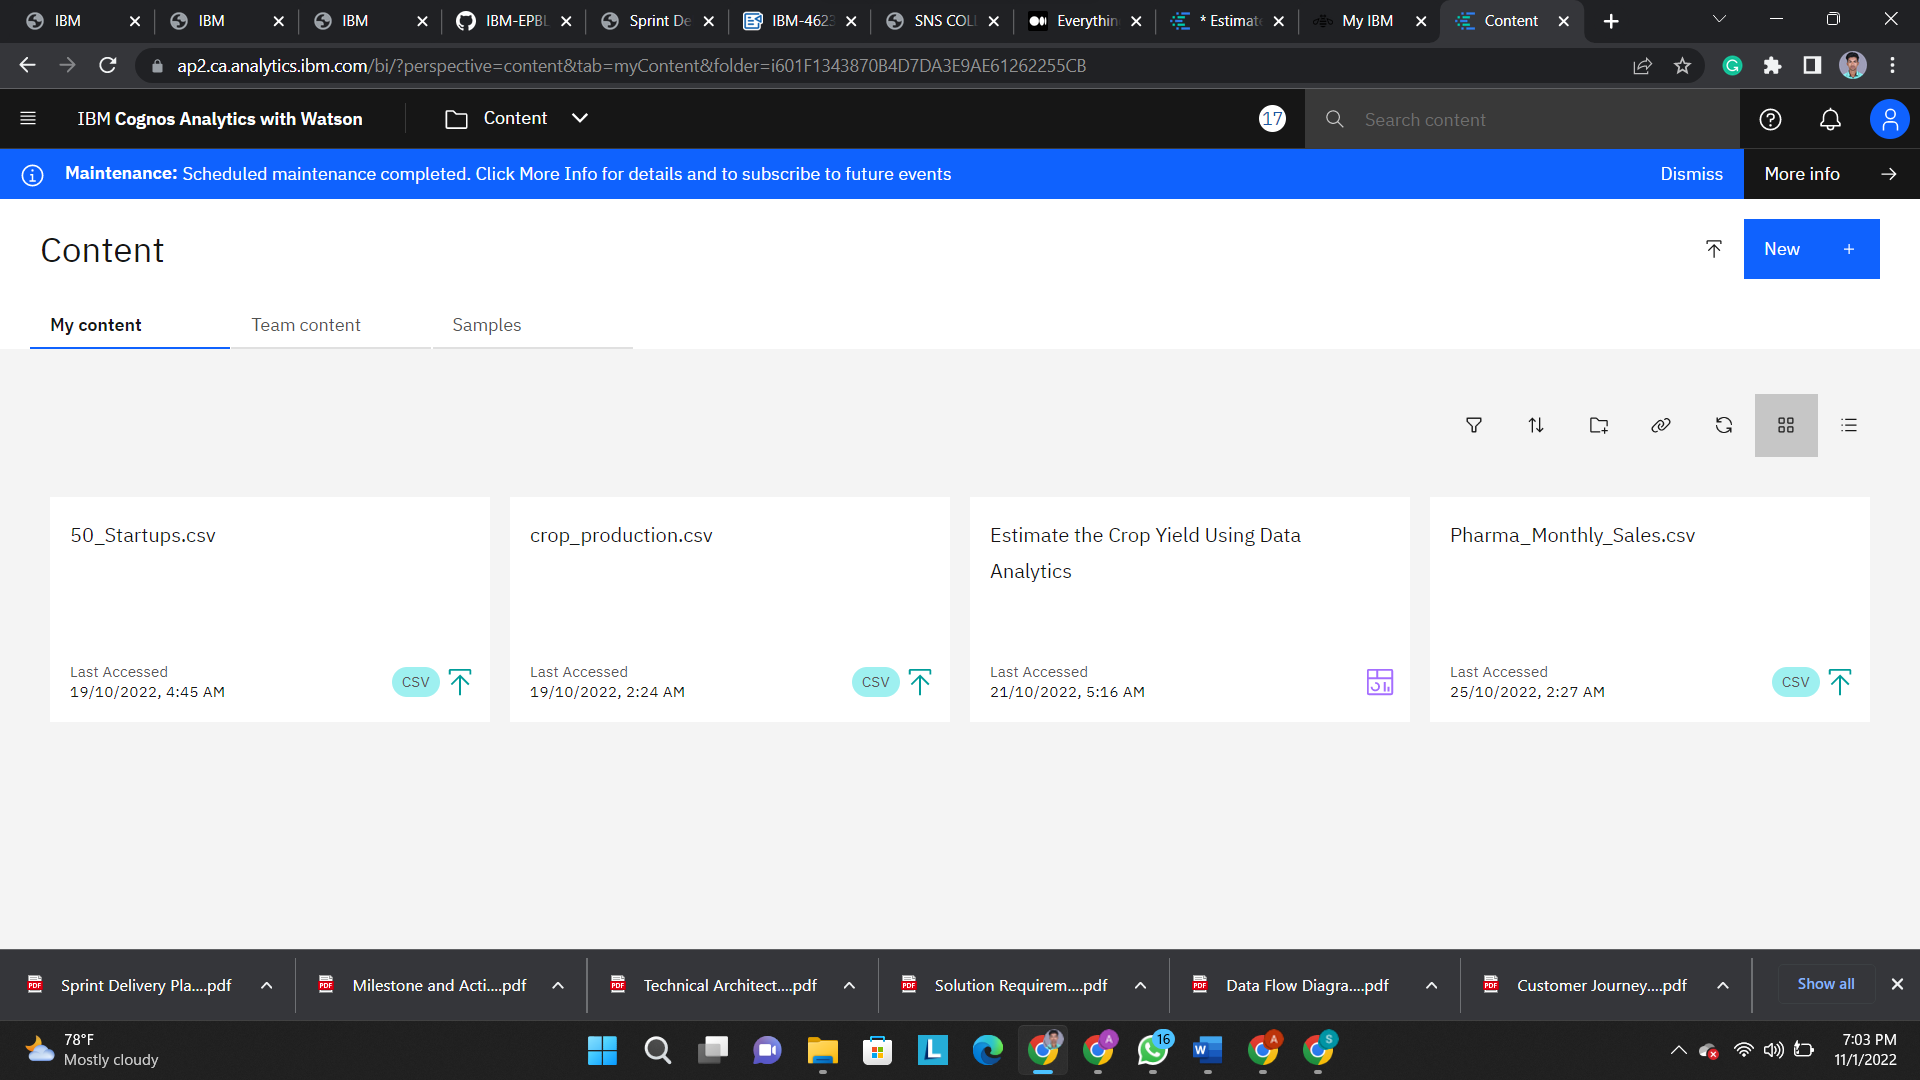 IBM
IBM
IBM
IBM-EPBL
Sprint De
IBM-4623
SNS COLL
Everythin
* Estimate
My IBM
Content
ap2.ca.analytics.ibm.com/bi/?perspective=content&tab=myContent&folder=i601F1343870B4D7DA3E9AE61262255CB
IBM Cognos Analytics with Watson
Content
17
Search content
Maintenance: Scheduled maintenance completed. Click More Info for details and to subscribe to future events
Dismiss
More info
Content
New
My content
Team content
Samples
50_Startups.csv
Last Accessed
19/10/2022, 4:45 AM
CSV
crop_production.csv
Last Accessed
19/10/2022, 2:24 AM
CSV
Estimate the Crop Yield Using Data
Analytics
Last Accessed
21/10/2022, 5:16 AM
Pharma_Monthly_Sales.csv
Last Accessed
25/10/2022, 2:27 AM
CSV
Sprint Delivery Pla....pdf
Milestone and Acti....pdf
Technical Architect....pdf
Solution Requirem....pdf
Data Flow Diagra....pdf
Customer Journey....pdf
Show all
78°F
Mostly cloudy
L
A
16
W
A
S
7:03 PM
11/1/2022